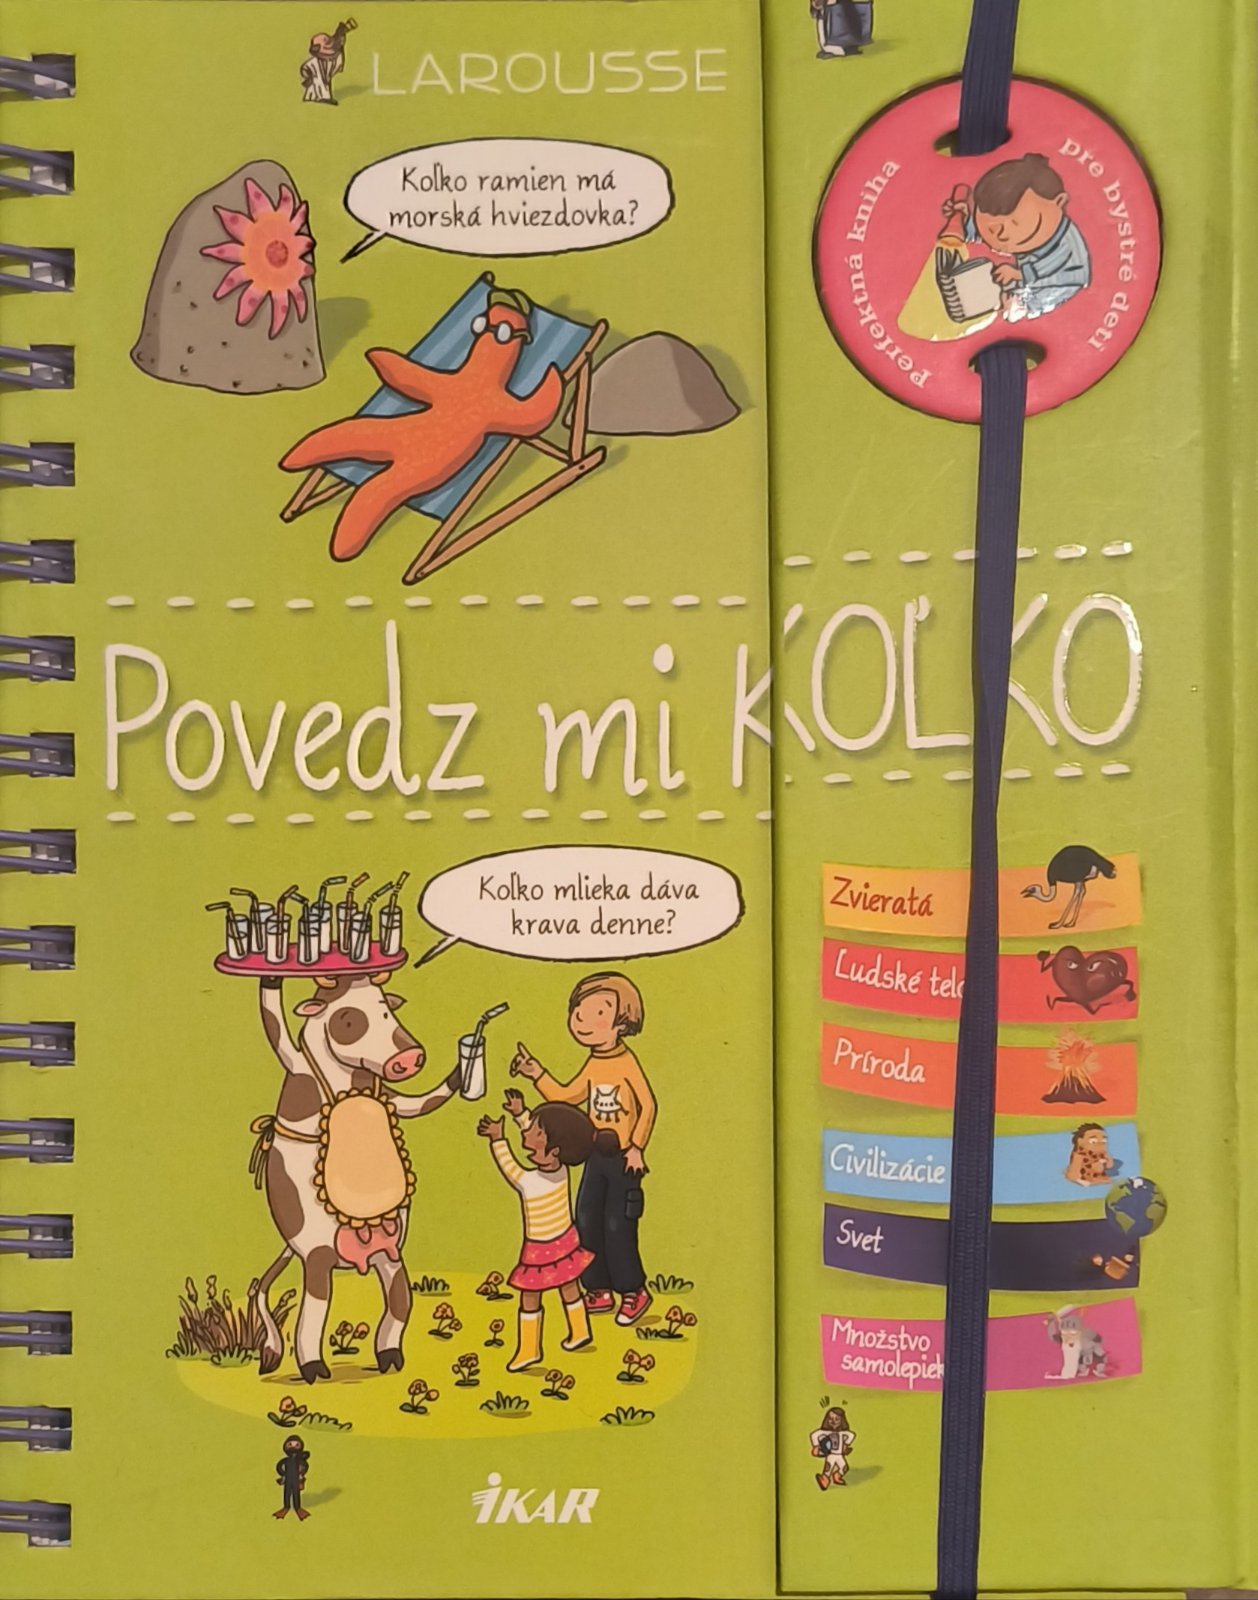 LAROUSSE
Koľko ramien má
morská hviezdovka?
Perfektná kniha
pre bystré deti
Povedz mi KOĽKO
Koľko mlieka dáva
krava denne?
Zvieratá
Ľudské telo
Príroda
Civilizácie
Svet
Množstvo
samolepiek
IKAR